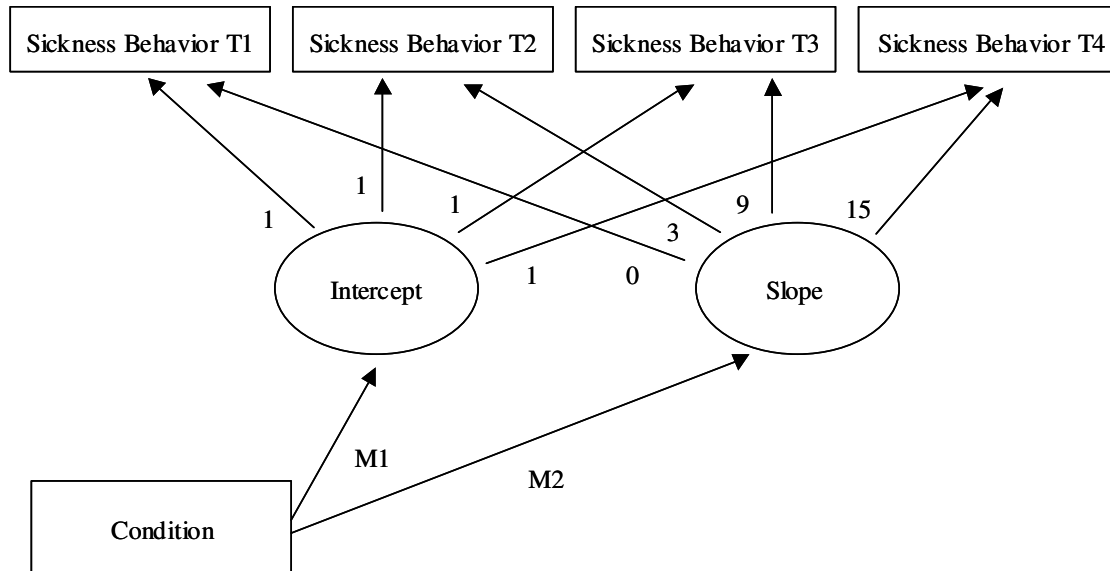 Sickness Behavior T1
Sickness Behavior T2
Sickness Behavior T3
Sickness Behavior T4
1
1
1
1
0
3
9
15
Intercept
Slope
M1
M2
Condition